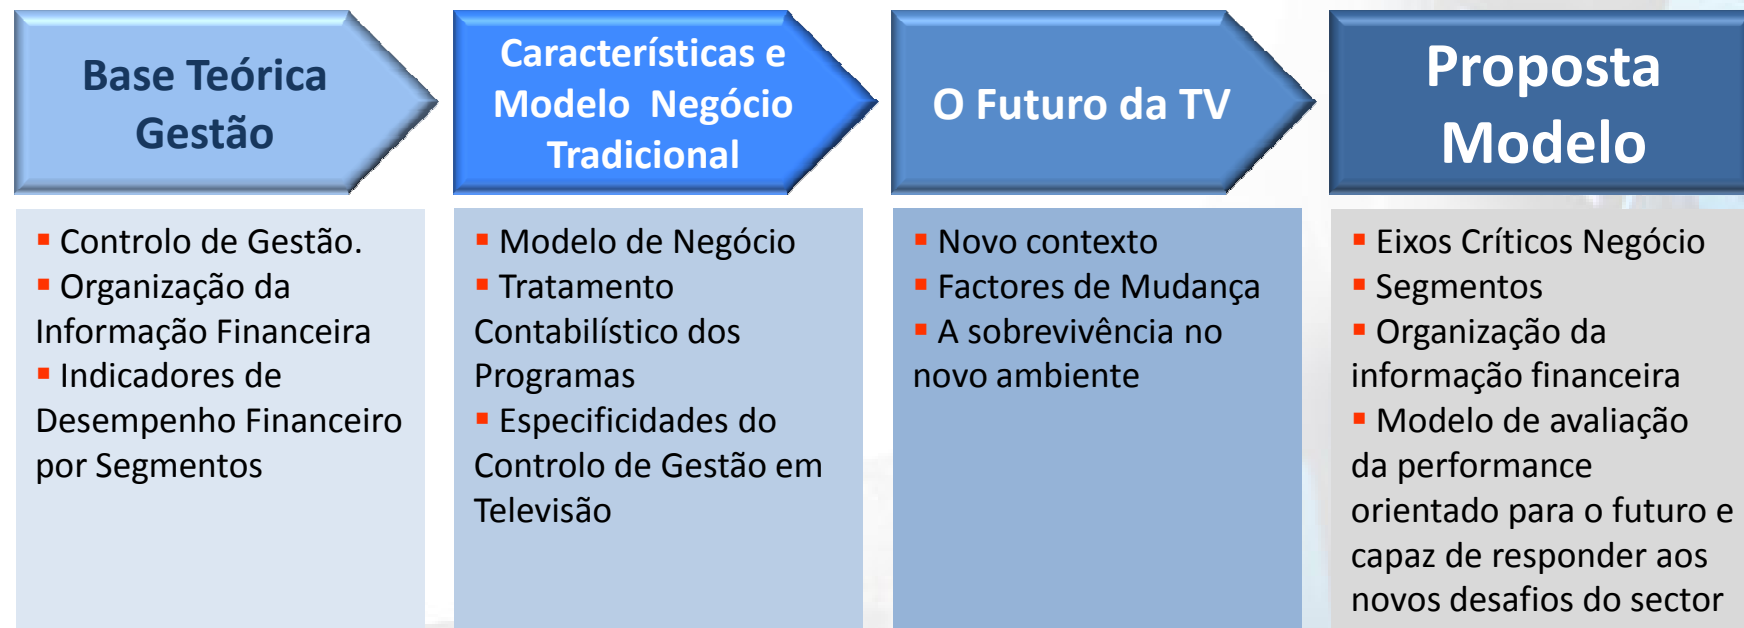 Base Teórica
Gestão
Controlo de Gestão.
Organização da
Informação Financeira
Indicadores de
Desempenho Financeiro
por Segmentos
Características e
Modelo Negócio
Tradicional
Modelo de Negócio
Tratamento
Contabilístico dos
Programas
Especificidades do
Controlo de Gestão em
Televisão
O Futuro da TV
Novo contexto
Factores de Mudança
A sobrevivência no
novo ambiente
Proposta
Modelo
Eixos Críticos Negócio
Segmentos
Organização da
informação financeira
Modelo de avaliação
da performance
orientado para o futuro e
capaz de responder aos
novos desafios do sector